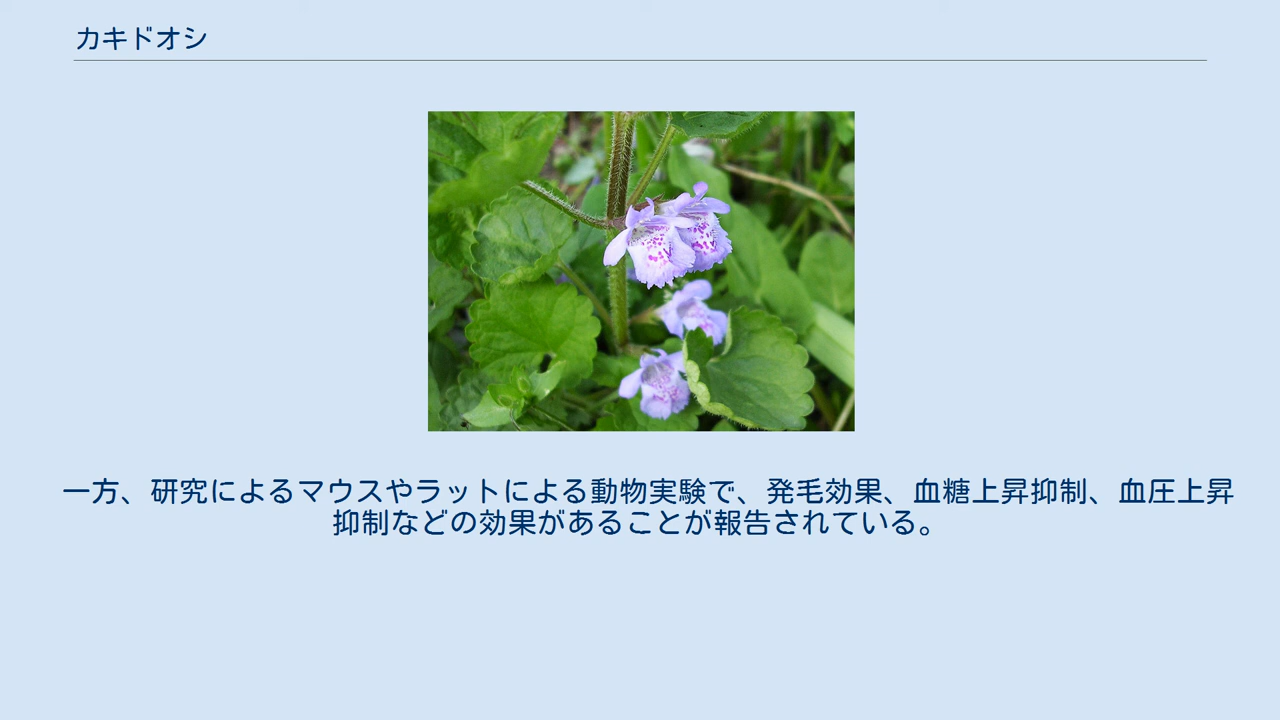 カキドオシ
一方、研究によるマウスやラットによる動物実験で、発毛効果、血糖上昇抑制、血圧上昇
抑制などの効果があることが報告されている。